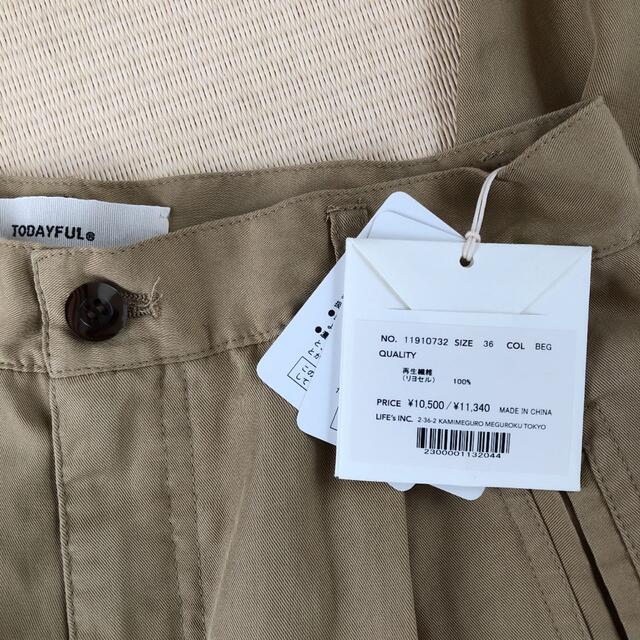 TODAYFUL®
NO. 11910732 SIZE 36 COL BEG
QUALITY
再生繊維
(リヨセル) 100%
PRICE ¥10,500/¥11,340 MADE IN CHINA
LIFE's INC. 2-36-2 KAMIMEGURO MEGUROKU TOKYO
2300001132044